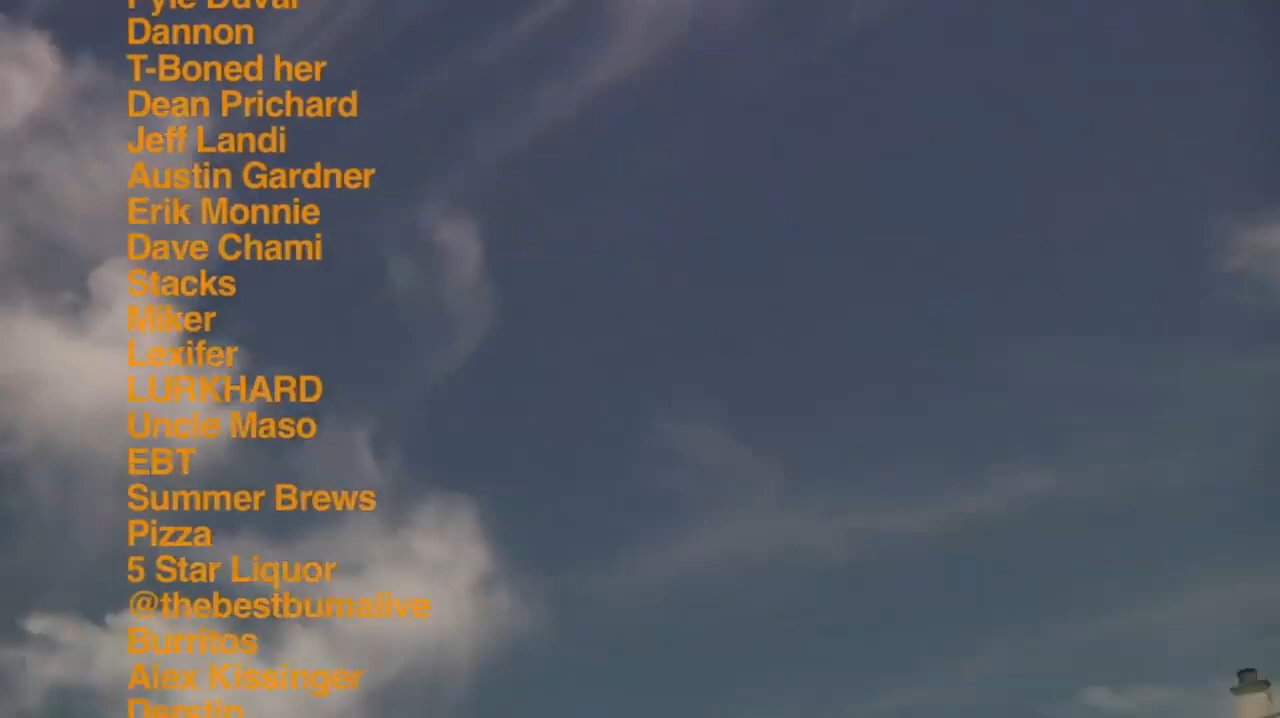 Dannon
T-Boned her
Dean Prichard
Jeff Landi
Austin Gardner
Erik Monnie
Dave Chami
Stacks
Miker
Lexifer
LURKHARD
Uncle Maso
EBT
Summer Brews
Pizza
5 Star Liquor
@thebestbumalive
Burritos
Alex Kissinger